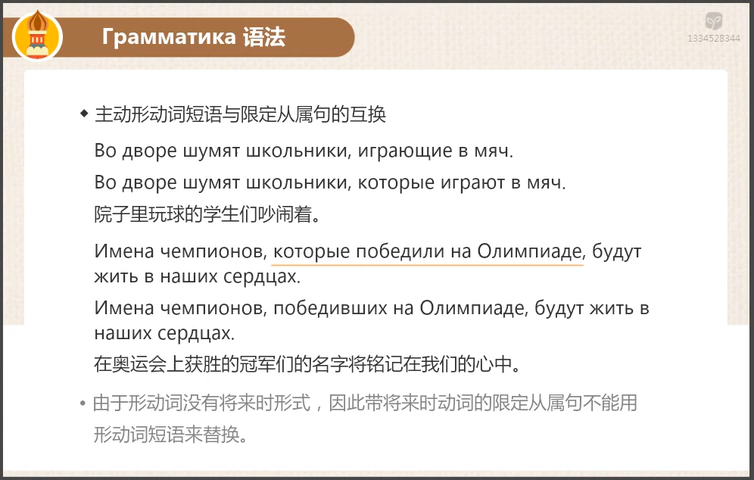 Грамматика 语法
1334528344
◆ 主动形动词短语与限定从属句的互换
Во дворе шумят школьники, играющие в мяч.
Во дворе шумят школьники, которые играют в мяч.
院子里玩球的学生们吵闹着。
Имена чемпионов, которые победили на Олимпиаде, будут
жить в наших сердцах.
Имена чемпионов, победивших на Олимпиаде, будут жить в
наших сердцах.
在奥运会上获胜的冠军们的名字将铭记在我们的心中。
• 由于形动词没有将来时形式，因此带将来时动词的限定从属句不能用
形动词短语来替换。